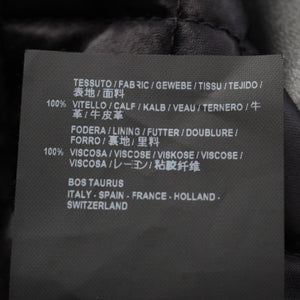 TESSUTO / FABRIC / GEWEBE / TISSU / TEJIDO /
表地 / 面料
100% VITELLO / CALF / KALB / VEAU / TERNERO / 牛
革 / 牛皮革
FODERA / LINING / FUTTER / DOUBLURE /
FORRO / 裏地 / 里料
100% VISCOSA / VISCOSE / VISKOSE / VISCOSE /
VISCOSA / レーヨン / 粘胶纤维
BOS TAURUS
ITALY - SPAIN - FRANCE - HOLLAND -
SWITZERLAND